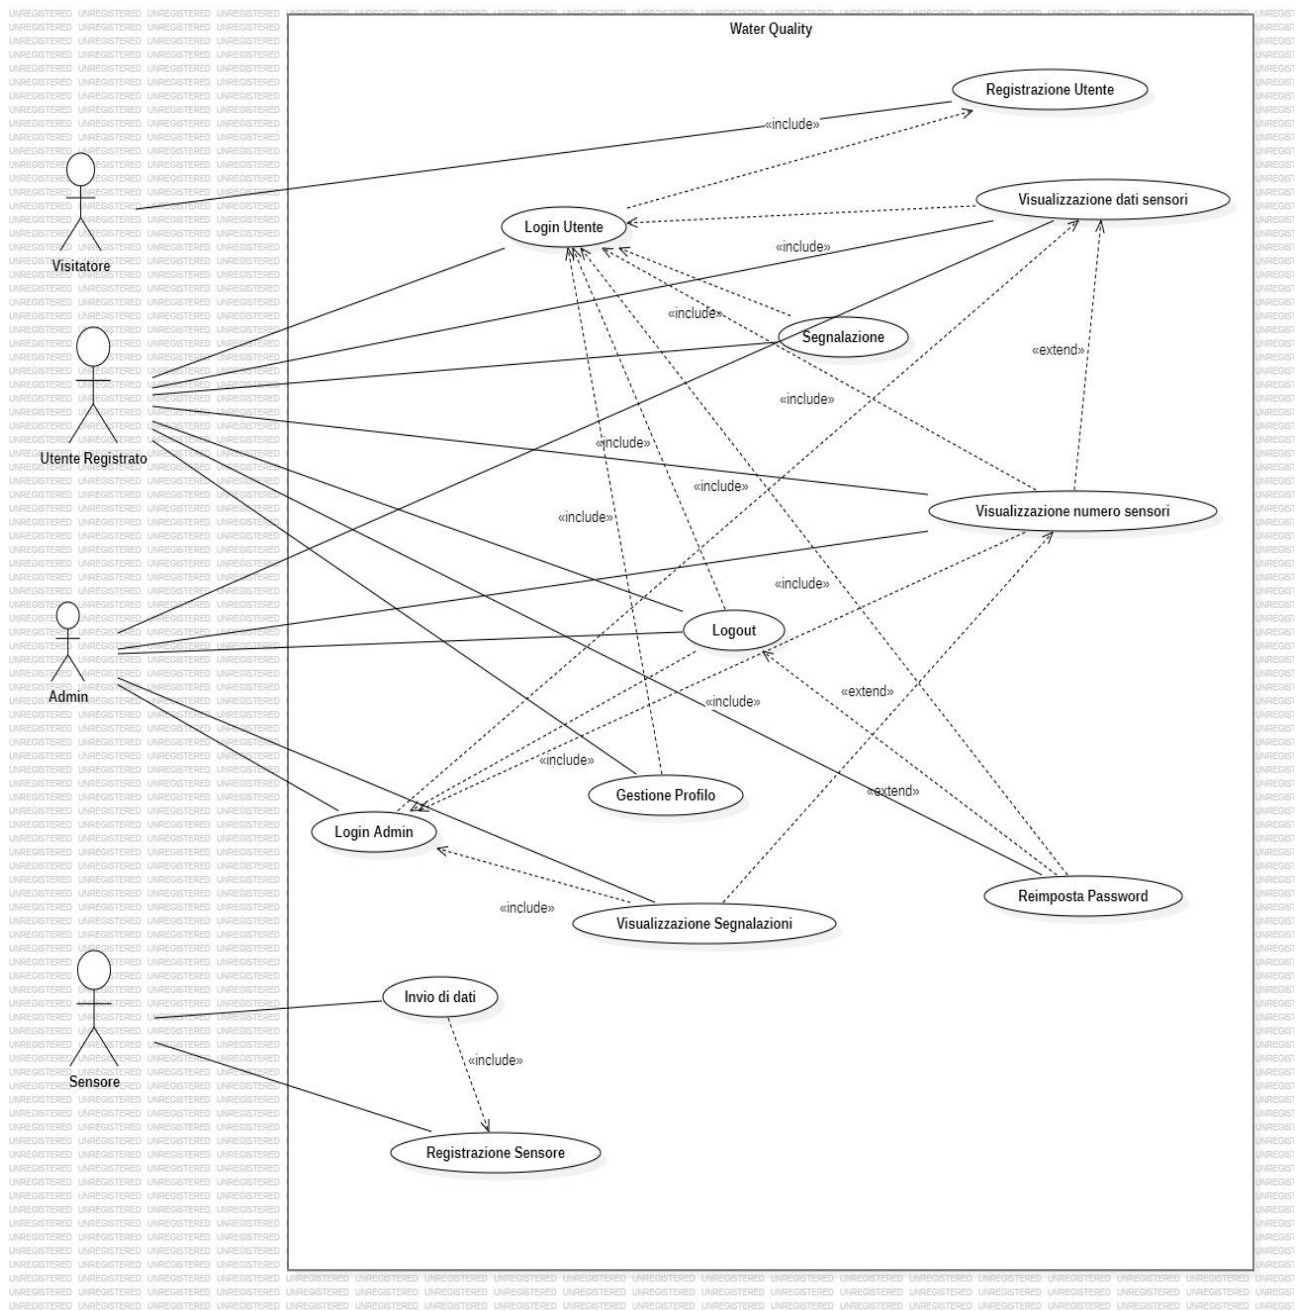 Water Quality
Registrazione Utente
«include»
Visualizzazione dati sensori
Login Utente
«include»
Visitatore
«include»
Segnalazione
«extend»
«include»
«include»
Utente Registrato
«include»
Visualizzazione numero sensori
«include»
«include»
Logout
Admin
«extend»
«include»
«include»
Gestione Profilo
«extend»
Login Admin
Reimposta Password
«include»
Visualizzazione Segnalazioni
Invio di dati
«include»
Sensore
Registrazione Sensore
UNREGISTERED